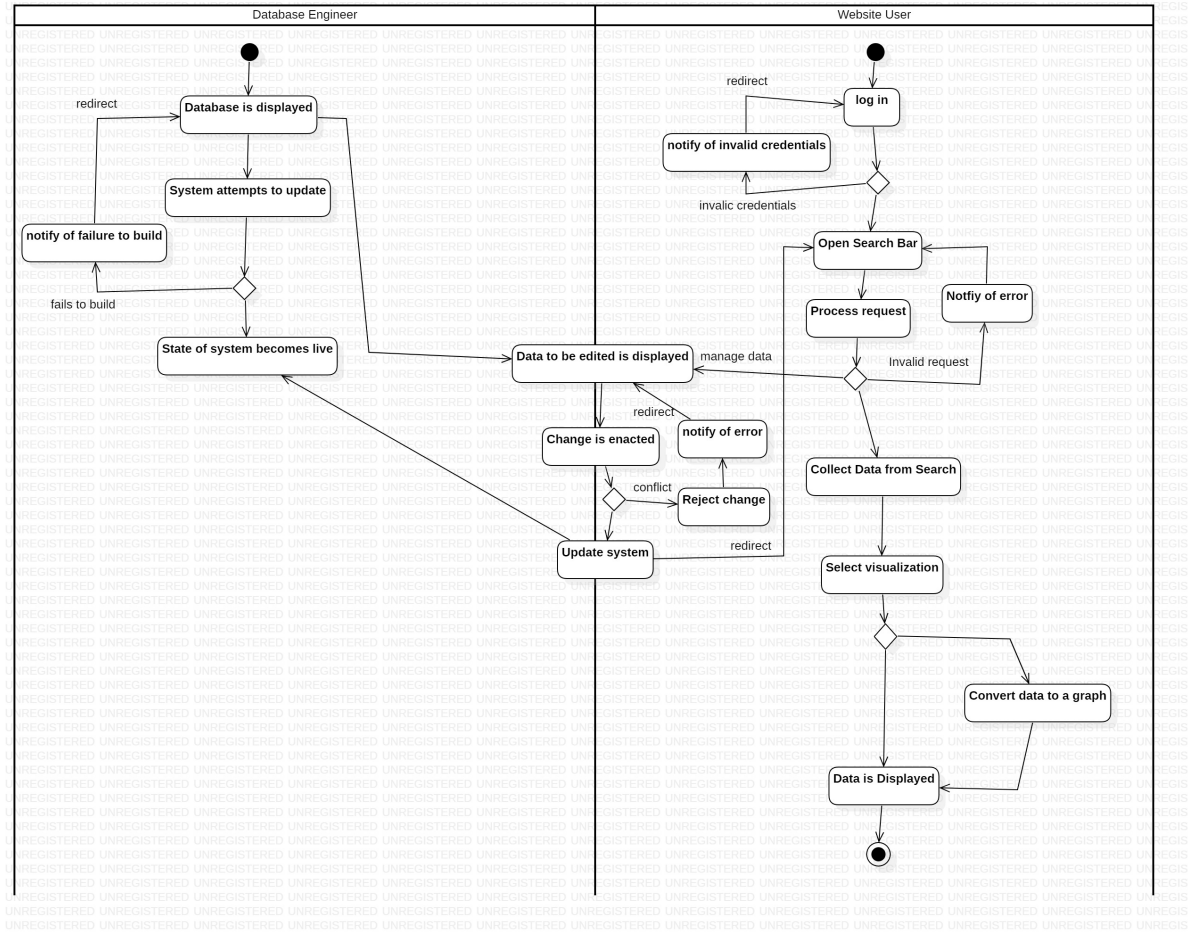 Database Engineer
Website User
redirect
Database is displayed
System attempts to update
notify of failure to build
fails to build
State of system becomes live
redirect
log in
notify of invalid credentials
invalic credentials
Open Search Bar
Notfiy of error
Process request
Invalid request
manage data
Data to be edited is displayed
redirect
Change is enacted
notify of error
conflict
Reject change
Update system
redirect
Collect Data from Search
Select visualization
Convert data to a graph
Data is Displayed
UNREGISTERED